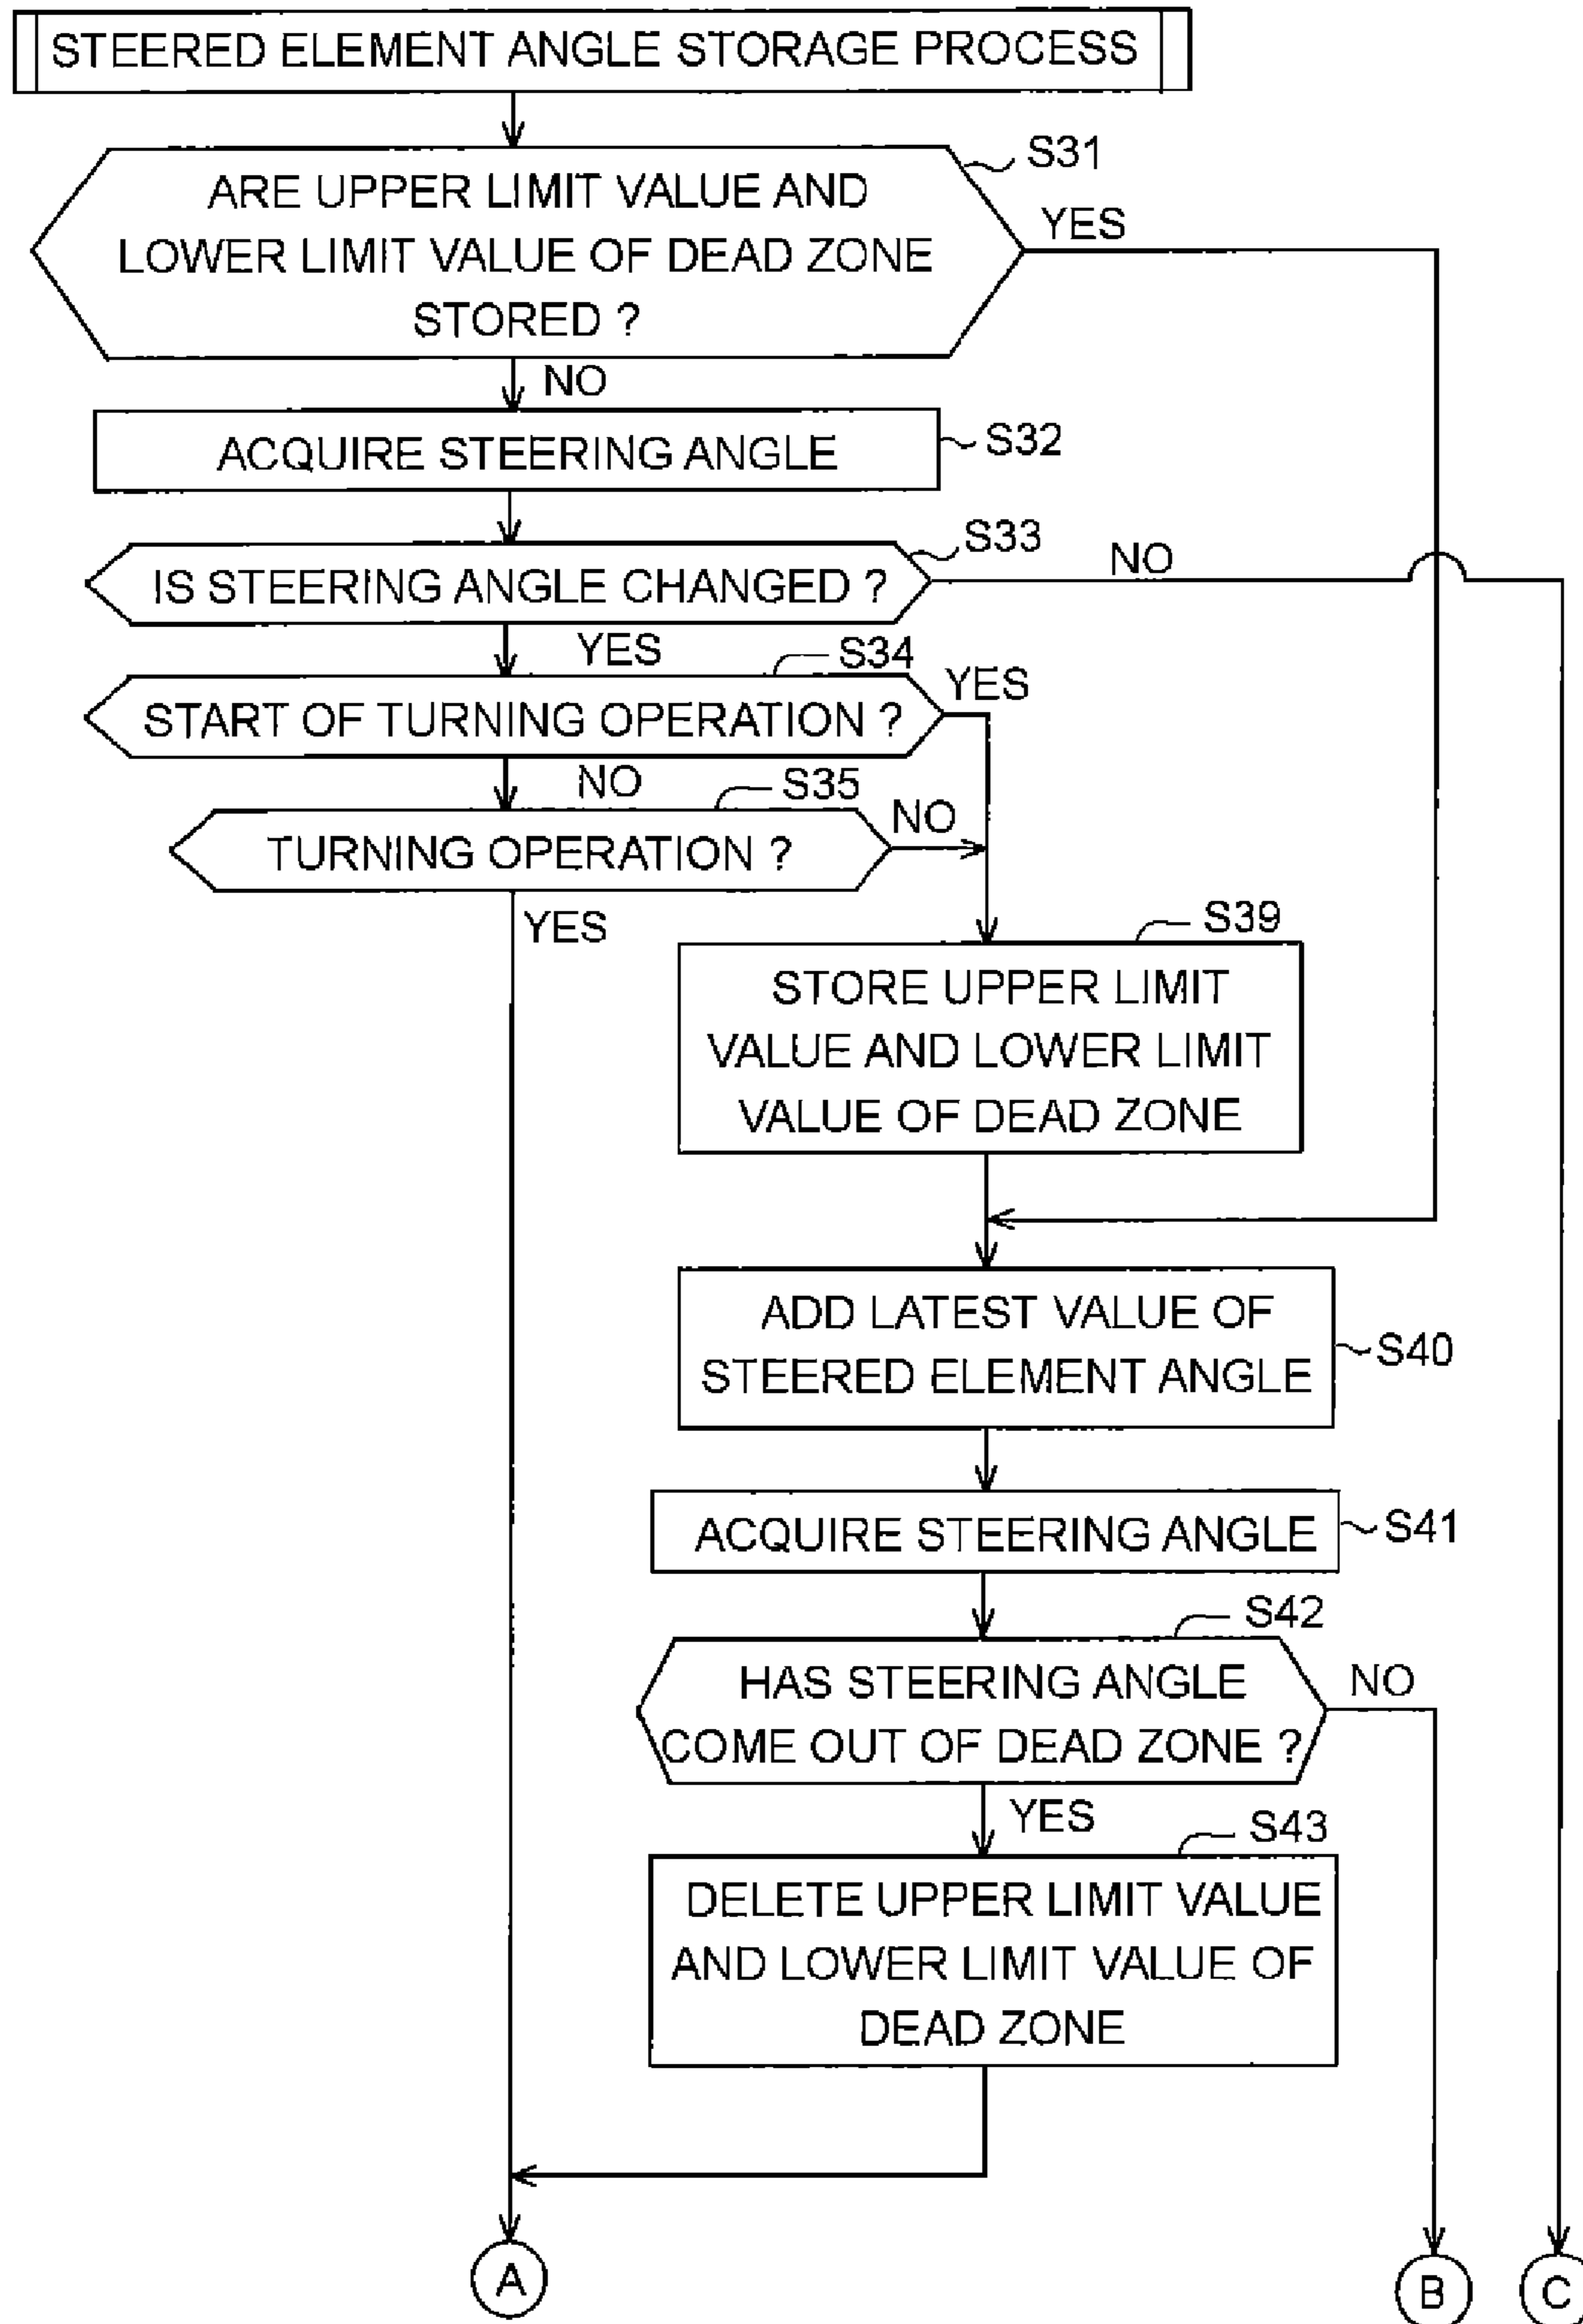 STEERED ELEMENT ANGLE STORAGE PROCESS
S31
ARE UPPER LIMIT VALUE AND
LOWER LIMIT VALUE OF DEAD ZONE
STORED ?
YES
NO
ACQUIRE STEERING ANGLE
S32
S33
IS STEERING ANGLE CHANGED ?
NO
YES
S34
START OF TURNING OPERATION ?
YES
NO
S35
TURNING OPERATION ?
NO
YES
S39
STORE UPPER LIMIT
VALUE AND LOWER LIMIT
VALUE OF DEAD ZONE
ADD LATEST VALUE OF
STEERED ELEMENT ANGLE
S40
ACQUIRE STEERING ANGLE
S41
S42
HAS STEERING ANGLE
COME OUT OF DEAD ZONE ?
NO
YES
S43
DELETE UPPER LIMIT VALUE
AND LOWER LIMIT VALUE OF
DEAD ZONE
A
B
C